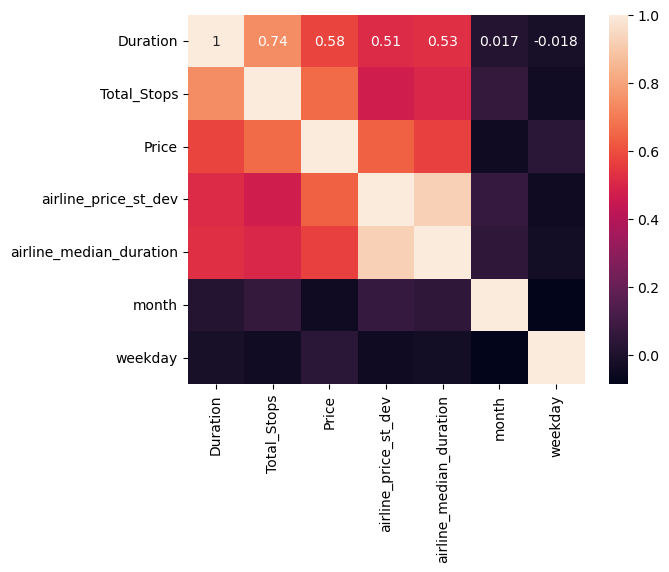 Duration 1 0.74 0.58 0.51 0.53 0.017 -0.018
Total_Stops
Price
airline_price_st_dev
airline_median_duration
month
weekday
Duration
Total_Stops
Price
airline_price_st_dev
airline_median_duration
month
weekday
1.0
0.8
0.6
0.4
0.2
0.0